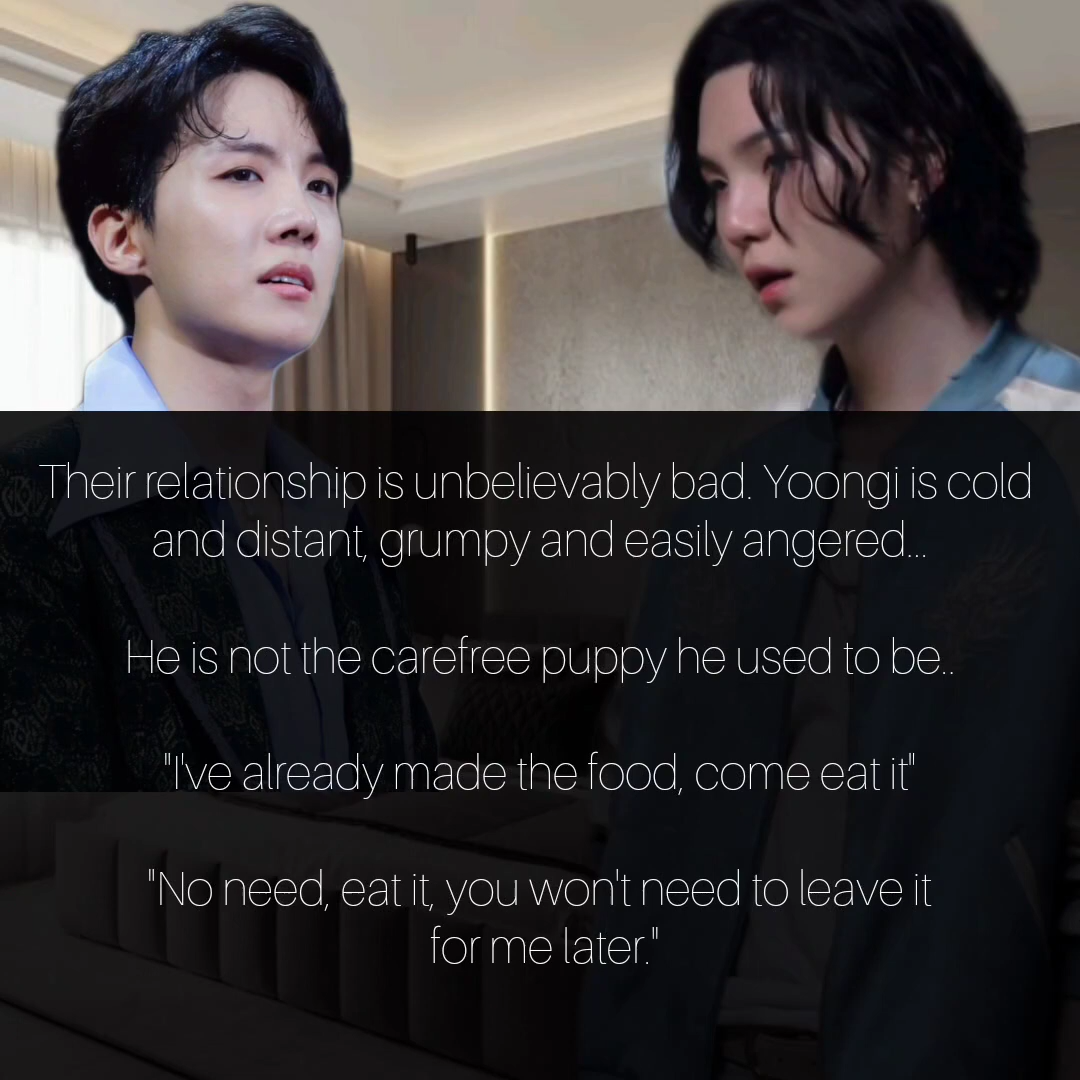 Their relationship is unbelievably bad. Yoongi is cold
and distant, grumpy and easily angered...
He is not the carefree puppy he used to be..
"I've already made the food, come eat it"
"No need, eat it, you won't need to leave it
for me later."